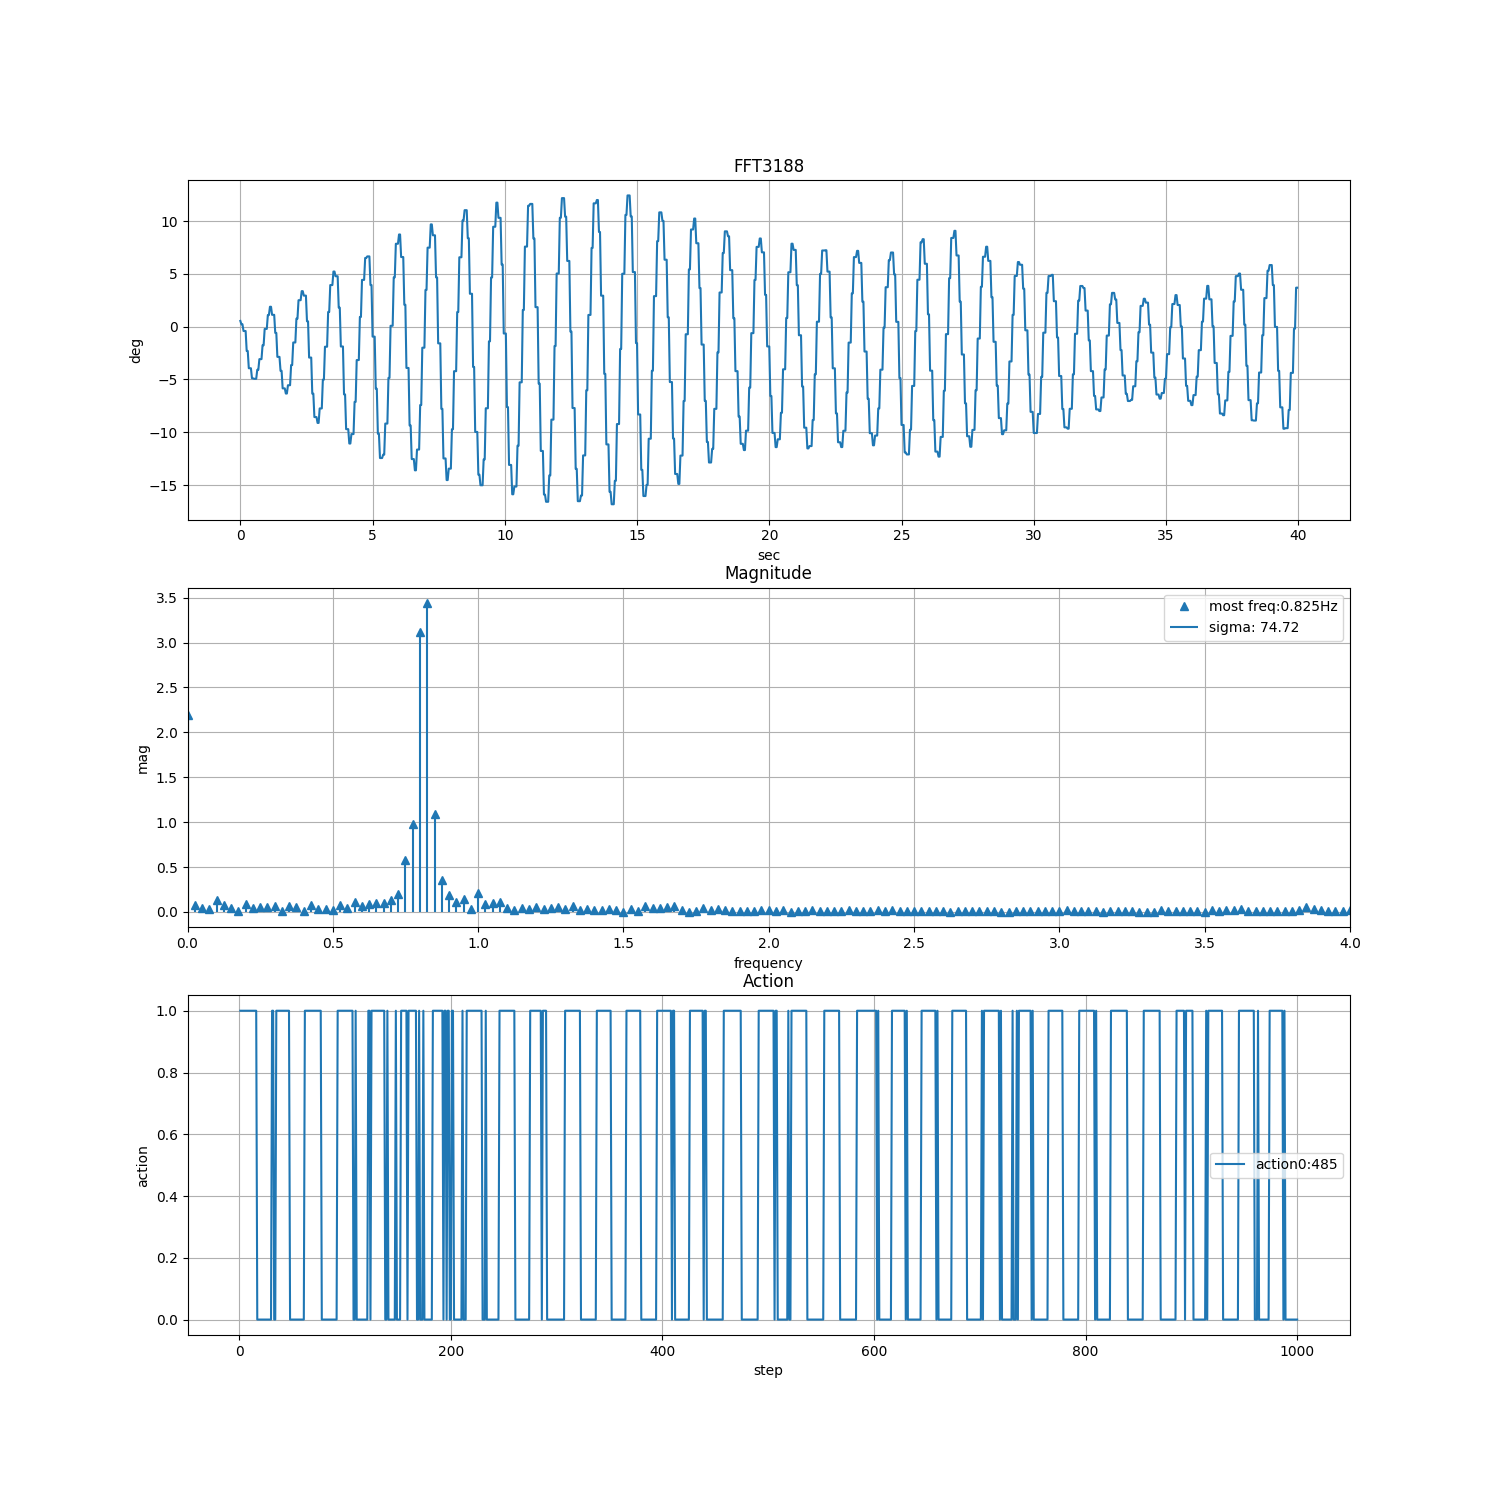 FFT3188
10
5
0
−5
−10
−15
deg
0 5 10 15 20 25 30 35 40
sec
Magnitude
3.5
3.0
2.5
2.0
1.5
1.0
0.5
0.0
mag
most freq:0.825Hz
sigma: 74.72
0.0 0.5 1.0 1.5 2.0 2.5 3.0 3.5 4.0
frequency
Action
1.0
0.8
0.6
0.4
0.2
0.0
action
action0:485
0 200 400 600 800 1000
step